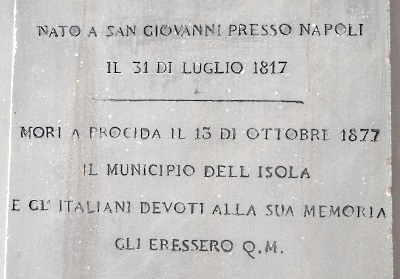 NATO A SAN GIOVANNI PRESSO NAPOLI
IL 31 DI LUGLIO 1817
MORÌ A PROCIDA IL 13 DI OTTOBRE 1877
IL MUNICIPIO DELL'ISOLA
E GL'ITALIANI DEVOTI ALLA SUA MEMORIA
GLI ERESSERO Q.M.